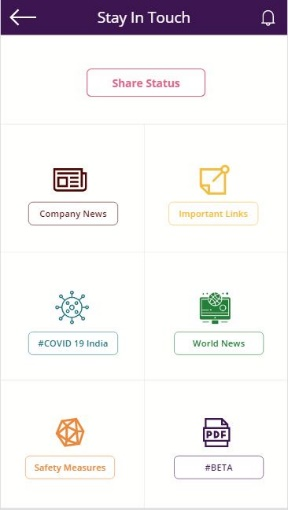 Stay In Touch
Share Status
Company News
Important Links
#COVID 19 India
World News
Safety Measures
PDF
#BETA